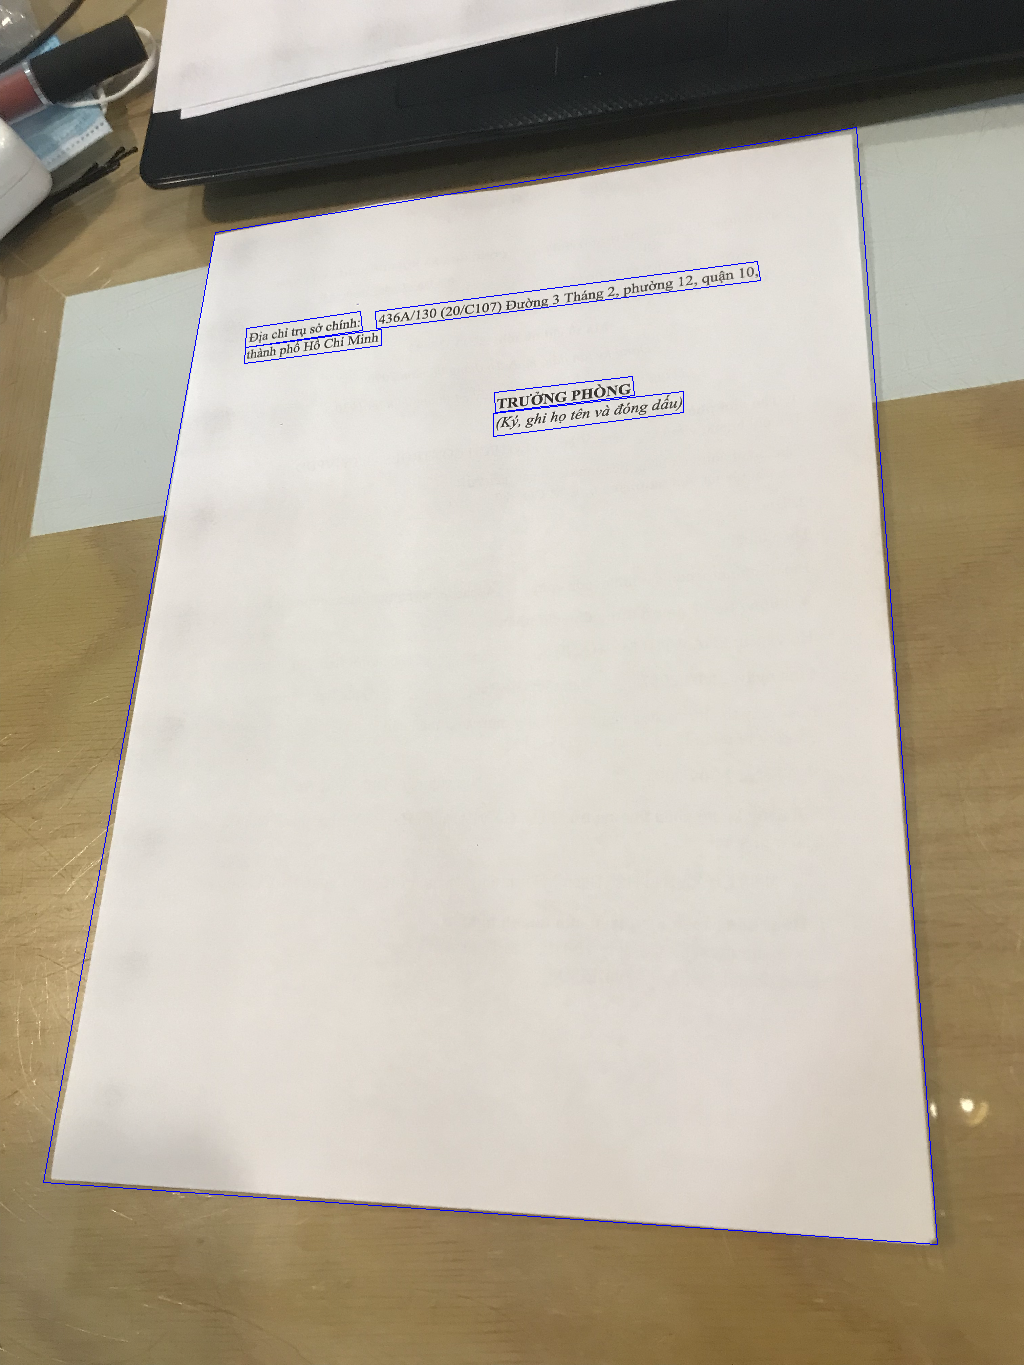 Địa chỉ trụ sở chính: 436A/130 (20/C107) Đường 3 Tháng 2, phường 12, quận 10,
thành phố Hồ Chí Minh
TRƯỞNG PHÒNG
(Ký, ghi họ tên và đóng dấu)